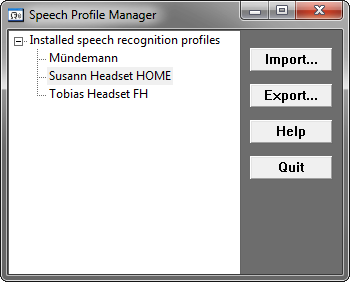 Speech Profile Manager
Installed speech recognition profiles
Mündemann
Susann Headset HOME
Tobias Headset FH
Import...
Export...
Help
Quit